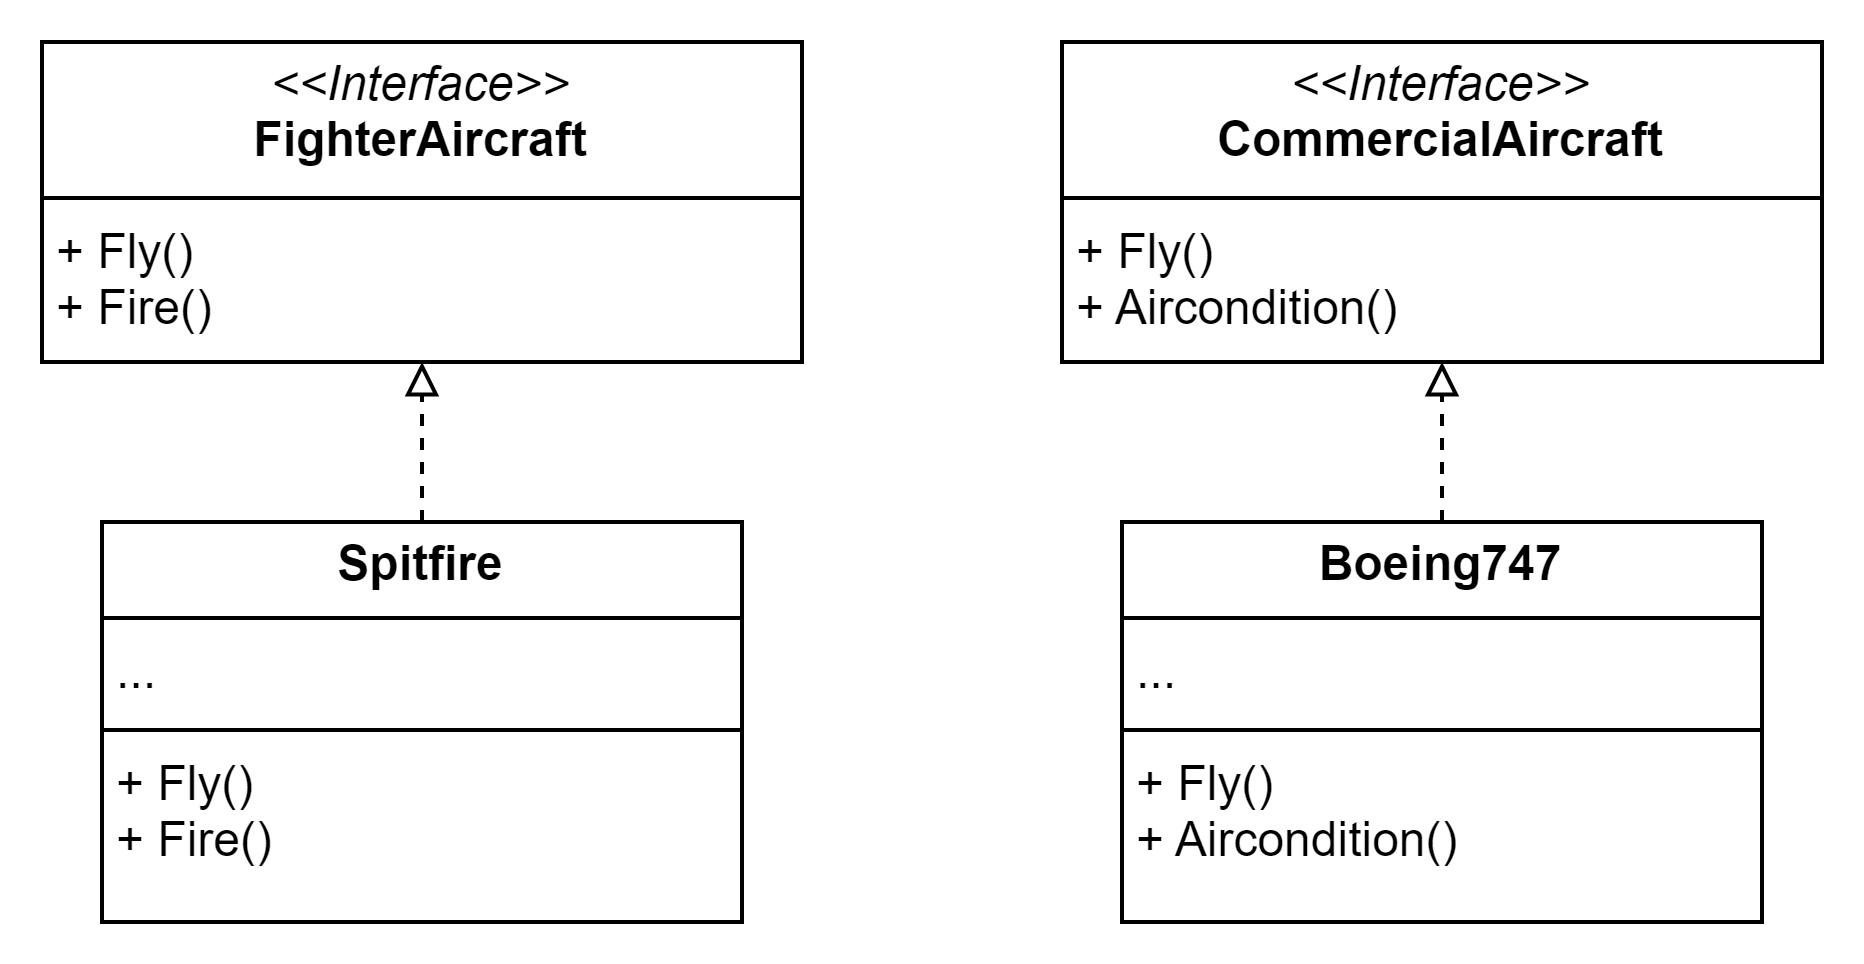 <<Interface>>
FighterAircraft
+ Fly()
+ Fire()
Spitfire
...
+ Fly()
+ Fire()
<<Interface>>
CommercialAircraft
+ Fly()
+ Aircondition()
Boeing747
...
+ Fly()
+ Aircondition()